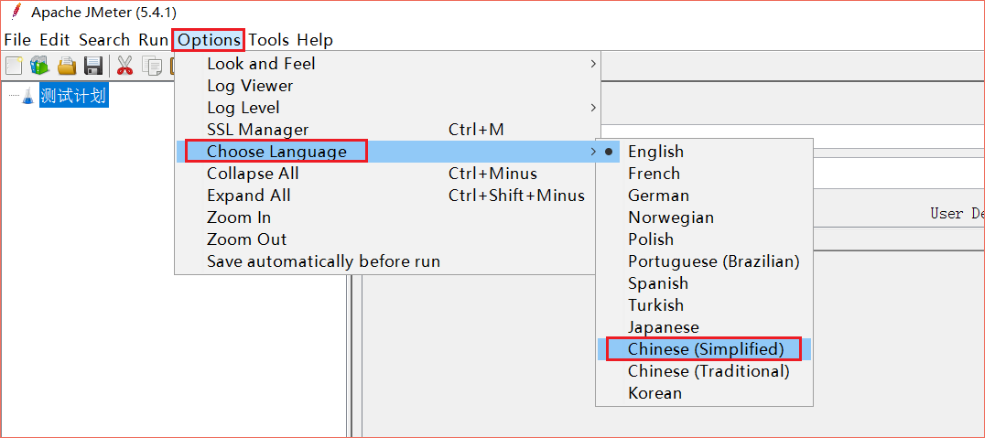 Apache JMeter (5.4.1)
File Edit Search Run Options Tools Help
Look and Feel
Log Viewer
Log Level
SSL Manager Ctrl+M
Choose Language
Collapse All Ctrl+Minus
Expand All Ctrl+Shift+Minus
Zoom In
Zoom Out
Save automatically before run
测试计划
English
French
German
Norwegian
Polish
Portuguese (Brazilian)
Spanish
Turkish
Japanese
Chinese (Simplified)
Chinese (Traditional)
Korean
User De